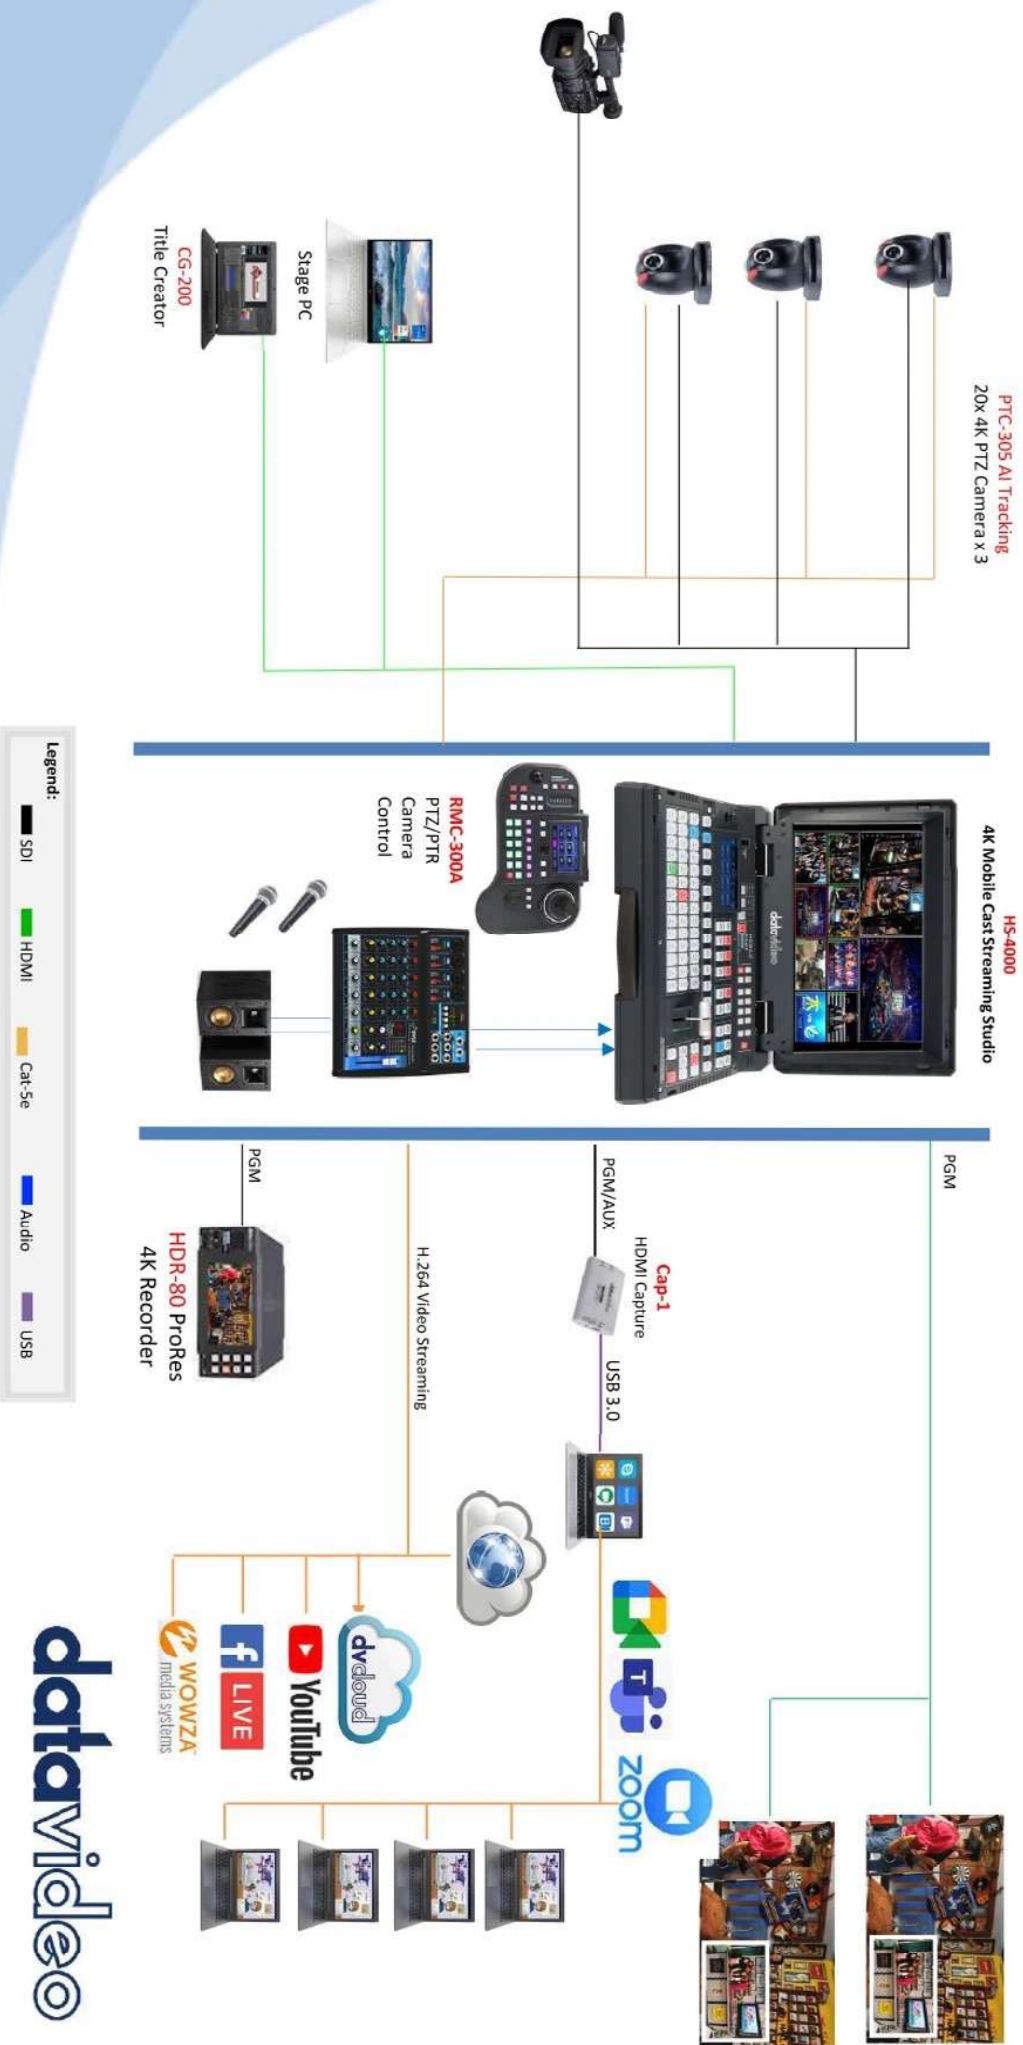 PTC-305 AI Tracking
20x 4K PTZ Camera x 3
Stage PC
CG-200
Title Creator
HS-4000
4K Mobile Cast Streaming Studio
datavideo
RMC-300A
PTZ/PTR
Camera
Control
PGM
PGM/AUX
Cap-1
HDMI Capture
USB 3.0
H.264 Video Streaming
PGM
HDR-80 ProRes
4K Recorder
T
zoom
dvcloud
YouTube
f LIVE
WOWZA
media systems
Legend:
SDI
HDMI
Cat-5e
Audio
USB
datavideo